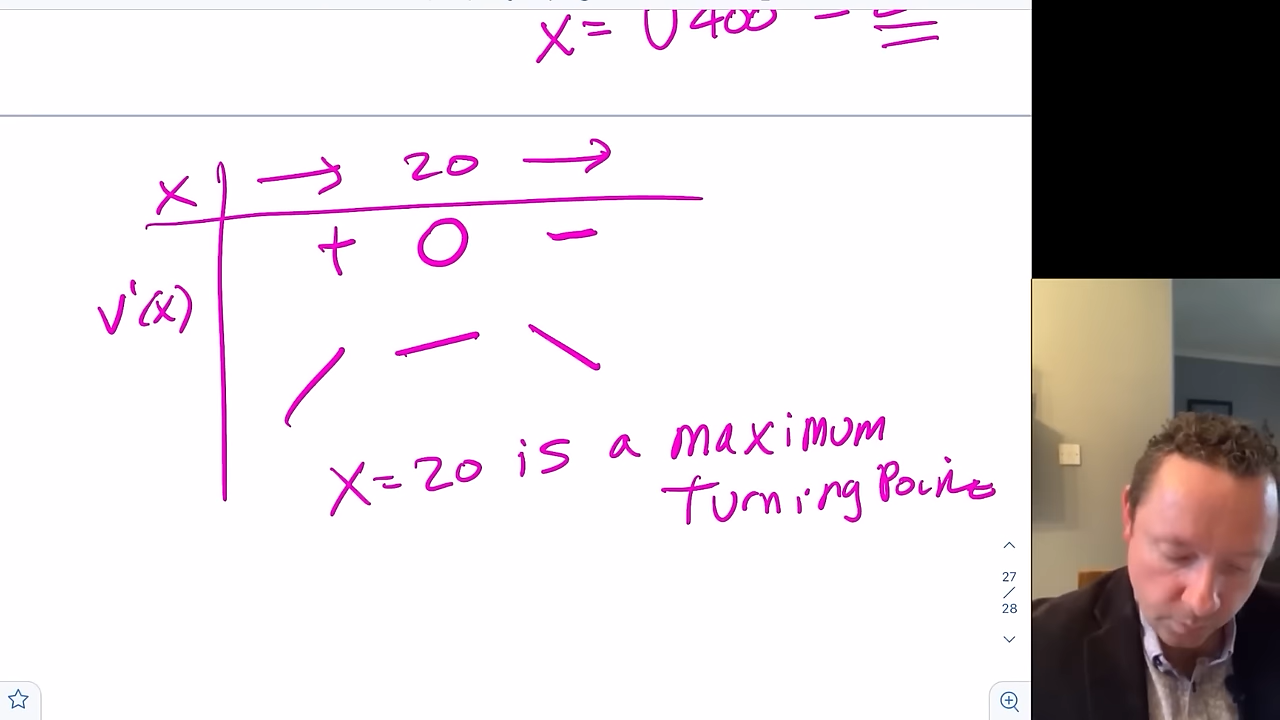 x = √400 =
x → 20 →
+ 0 -
v'(x)
x=20 is a maximum
turning Point
27
/
28